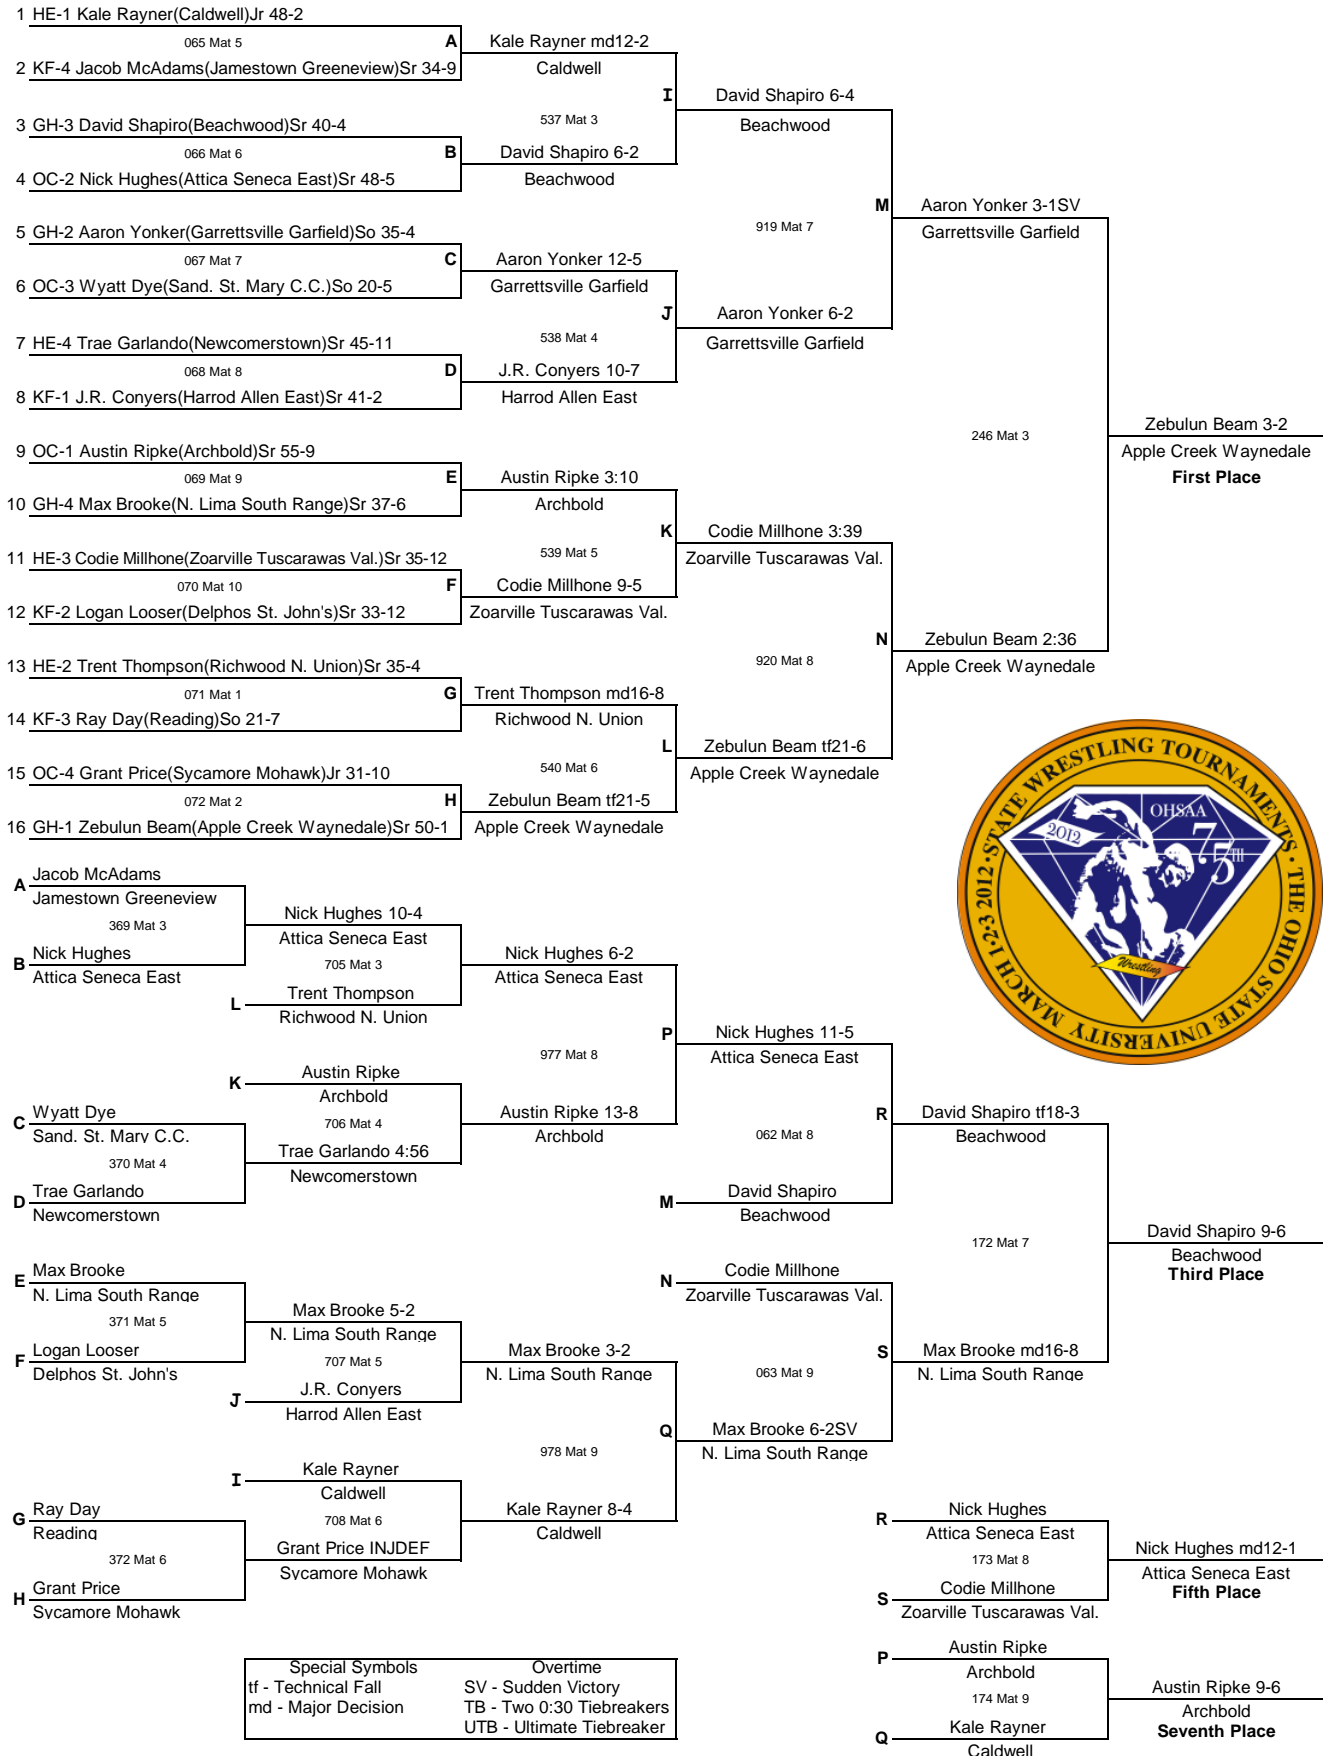 1 HE-1 Kale Rayner(Caldwell)Jr 48-2
065 Mat 5
A
2 KF-4 Jacob McAdams(Jamestown Greeneview)Sr 34-9
Kale Rayner md12-2
Caldwell
I
537 Mat 3
David Shapiro 6-4
Beachwood
3 GH-3 David Shapiro(Beachwood)Sr 40-4
066 Mat 6
B
4 OC-2 Nick Hughes(Attica Seneca East)Sr 48-5
David Shapiro 6-2
Beachwood
M
919 Mat 7
Aaron Yonker 3-1SV
Garrettsville Garfield
5 GH-2 Aaron Yonker(Garrettsville Garfield)So 35-4
067 Mat 7
C
6 OC-3 Wyatt Dye(Sand. St. Mary C.C.)So 20-5
Aaron Yonker 12-5
Garrettsville Garfield
J
538 Mat 4
Aaron Yonker 6-2
Garrettsville Garfield
7 HE-4 Trae Garlando(Newcomerstown)Sr 45-11
068 Mat 8
D
8 KF-1 J.R. Conyers(Harrod Allen East)Sr 41-2
J.R. Conyers 10-7
Harrod Allen East
246 Mat 3
Zebulun Beam 3-2
Apple Creek Waynedale
First Place
9 OC-1 Austin Ripke(Archbold)Sr 55-9
069 Mat 9
E
10 GH-4 Max Brooke(N. Lima South Range)Sr 37-6
Austin Ripke 3:10
Archbold
K
539 Mat 5
Codie Millhone 3:39
Zoarville Tuscarawas Val.
11 HE-3 Codie Millhone(Zoarville Tuscarawas Val.)Sr 35-12
070 Mat 10
F
12 KF-2 Logan Looser(Delphos St. John's)Sr 33-12
Codie Millhone 9-5
Zoarville Tuscarawas Val.
N
920 Mat 8
Zebulun Beam 2:36
Apple Creek Waynedale
13 HE-2 Trent Thompson(Richwood N. Union)Sr 35-4
071 Mat 1
G
14 KF-3 Ray Day(Reading)So 21-7
Trent Thompson md16-8
Richwood N. Union
L
540 Mat 6
Zebulun Beam tf21-6
Apple Creek Waynedale
15 OC-4 Grant Price(Sycamore Mohawk)Jr 31-10
072 Mat 2
H
16 GH-1 Zebulun Beam(Apple Creek Waynedale)Sr 50-1
Zebulun Beam tf21-5
Apple Creek Waynedale
MARCH 1-2-3 2012 • STATE WRESTLING TOURNAMENTS • THE OHIO STATE UNIVERSITY
2012
OHSAA
75TH
Wrestling
A Jacob McAdams
Jamestown Greeneview
369 Mat 3
B Nick Hughes
Attica Seneca East
Nick Hughes 10-4
Attica Seneca East
705 Mat 3
L Trent Thompson
Richwood N. Union
Nick Hughes 6-2
Attica Seneca East
P
977 Mat 8
Nick Hughes 11-5
Attica Seneca East
K Austin Ripke
Archbold
706 Mat 4
Austin Ripke 13-8
Archbold
C Wyatt Dye
Sand. St. Mary C.C.
370 Mat 4
D Trae Garlando
Newcomerstown
Trae Garlando 4:56
Newcomerstown
R
062 Mat 8
M David Shapiro
Beachwood
David Shapiro tf18-3
Beachwood
172 Mat 7
David Shapiro 9-6
Beachwood
Third Place
E Max Brooke
N. Lima South Range
371 Mat 5
F Logan Looser
Delphos St. John's
Max Brooke 5-2
N. Lima South Range
707 Mat 5
J J.R. Conyers
Harrod Allen East
Max Brooke 3-2
N. Lima South Range
N Codie Millhone
Zoarville Tuscarawas Val.
S
063 Mat 9
Max Brooke md16-8
N. Lima South Range
Q
978 Mat 9
Max Brooke 6-2SV
N. Lima South Range
I Kale Rayner
Caldwell
708 Mat 6
Kale Rayner 8-4
Caldwell
G Ray Day
Reading
372 Mat 6
H Grant Price
Sycamore Mohawk
Grant Price INJDEF
Sycamore Mohawk
R Nick Hughes
Attica Seneca East
173 Mat 8
S Codie Millhone
Zoarville Tuscarawas Val.
Nick Hughes md12-1
Attica Seneca East
Fifth Place
P Austin Ripke
Archbold
174 Mat 9
Q Kale Rayner
Caldwell
Austin Ripke 9-6
Archbold
Seventh Place
Special Symbols
tf - Technical Fall
md - Major Decision
Overtime
SV - Sudden Victory
TB - Two 0:30 Tiebreakers
UTB - Ultimate Tiebreaker